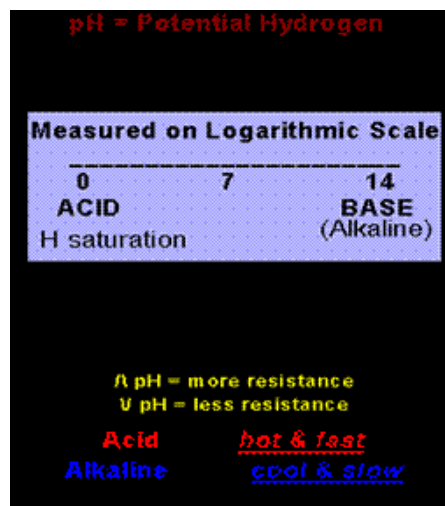 pH = Potential Hydrogen
Measured on Logarithmic Scale
0 7 14
ACID BASE
H saturation (Alkaline)
Λ pH = more resistance
V pH = less resistance
Acid hot & fast
Alkaline cool & slow